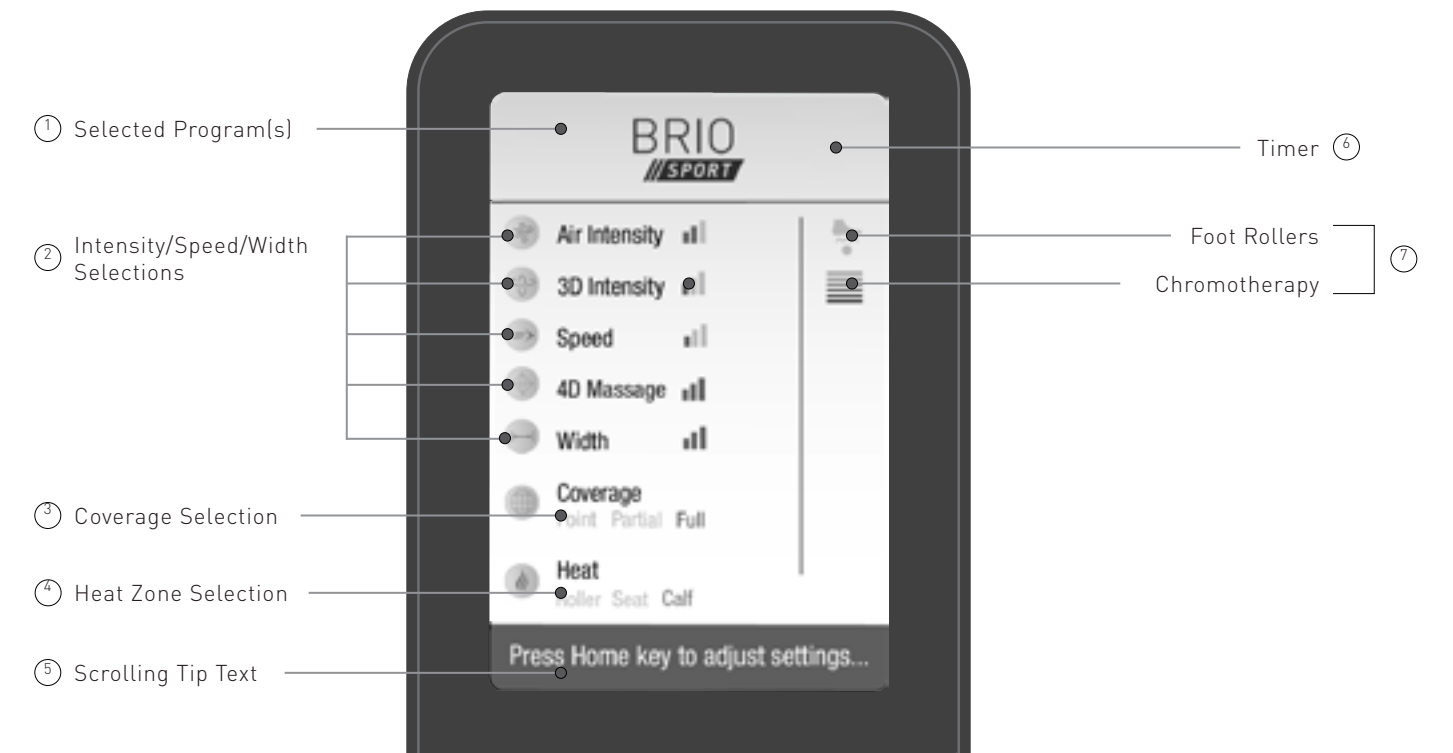 1 Selected Program(s)
2 Intensity/Speed/Width
Selections
3 Coverage Selection
4 Heat Zone Selection
5 Scrolling Tip Text
BRIO
SPORT
Air Intensity
3D Intensity
Speed
4D Massage
Width
Coverage
Point Partial Full
Heat
Roller Seat Calf
Press Home key to adjust settings...
Timer 6
Foot Rollers
7
Chromotherapy